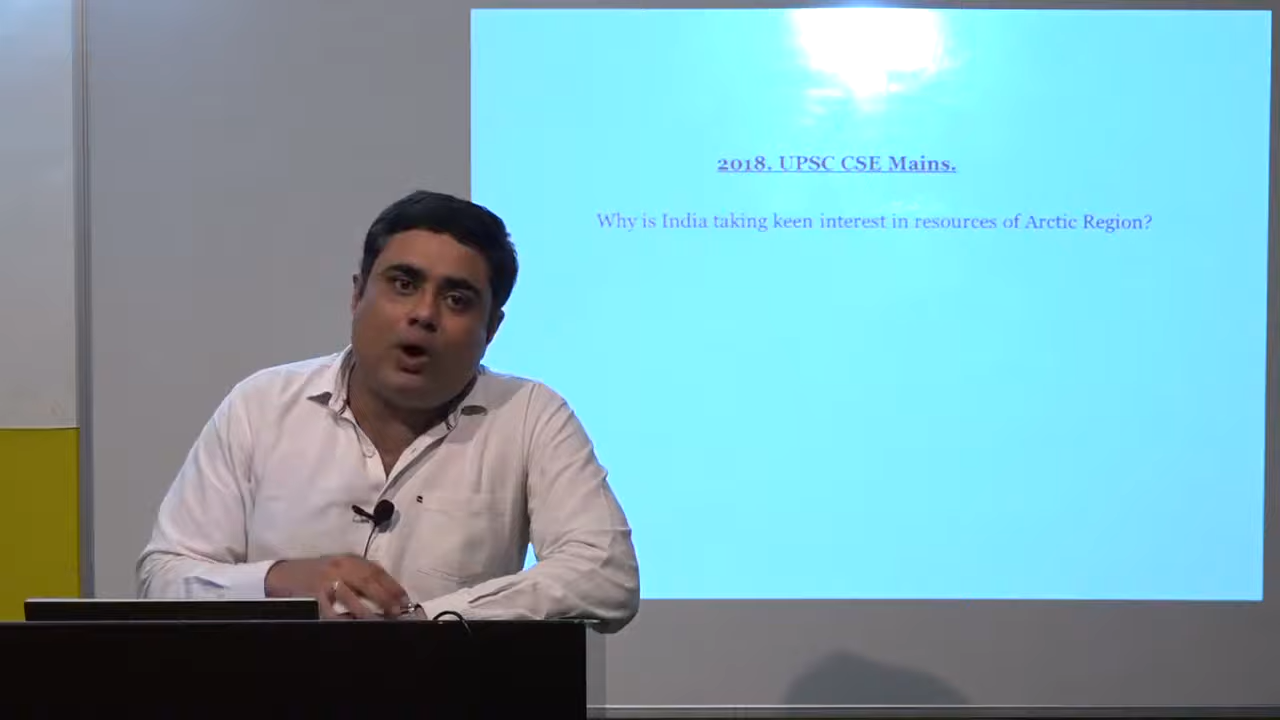 2018. UPSC CSE Mains.
Why is India taking keen interest in resources of Arctic Region?